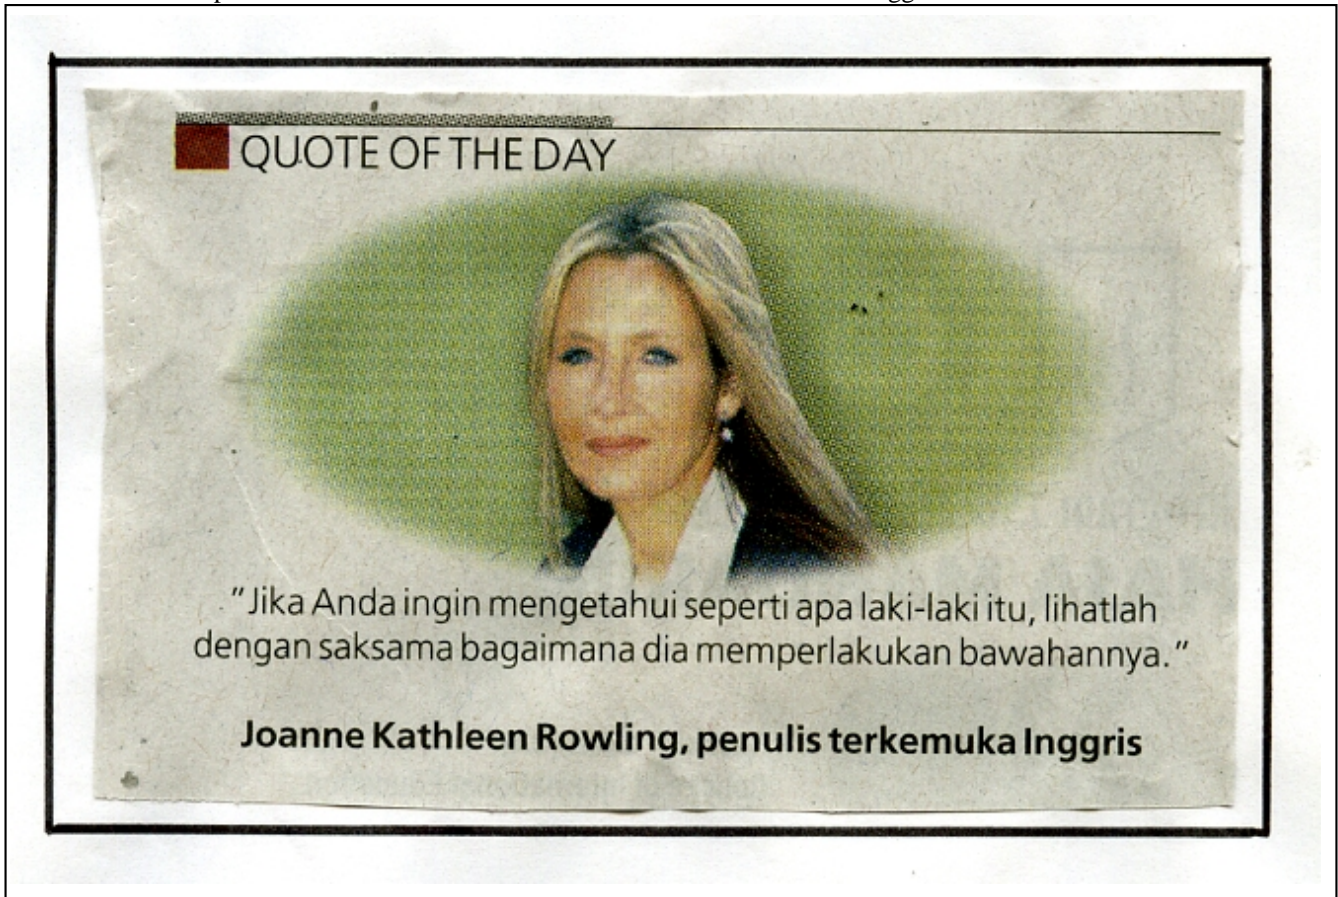 QUOTE OF THE DAY
"Jika Anda ingin mengetahui seperti apa laki-laki itu, lihatlah
dengan saksama bagaimana dia memperlakukan bawahannya."
Joanne Kathleen Rowling, penulis terkemuka Inggris